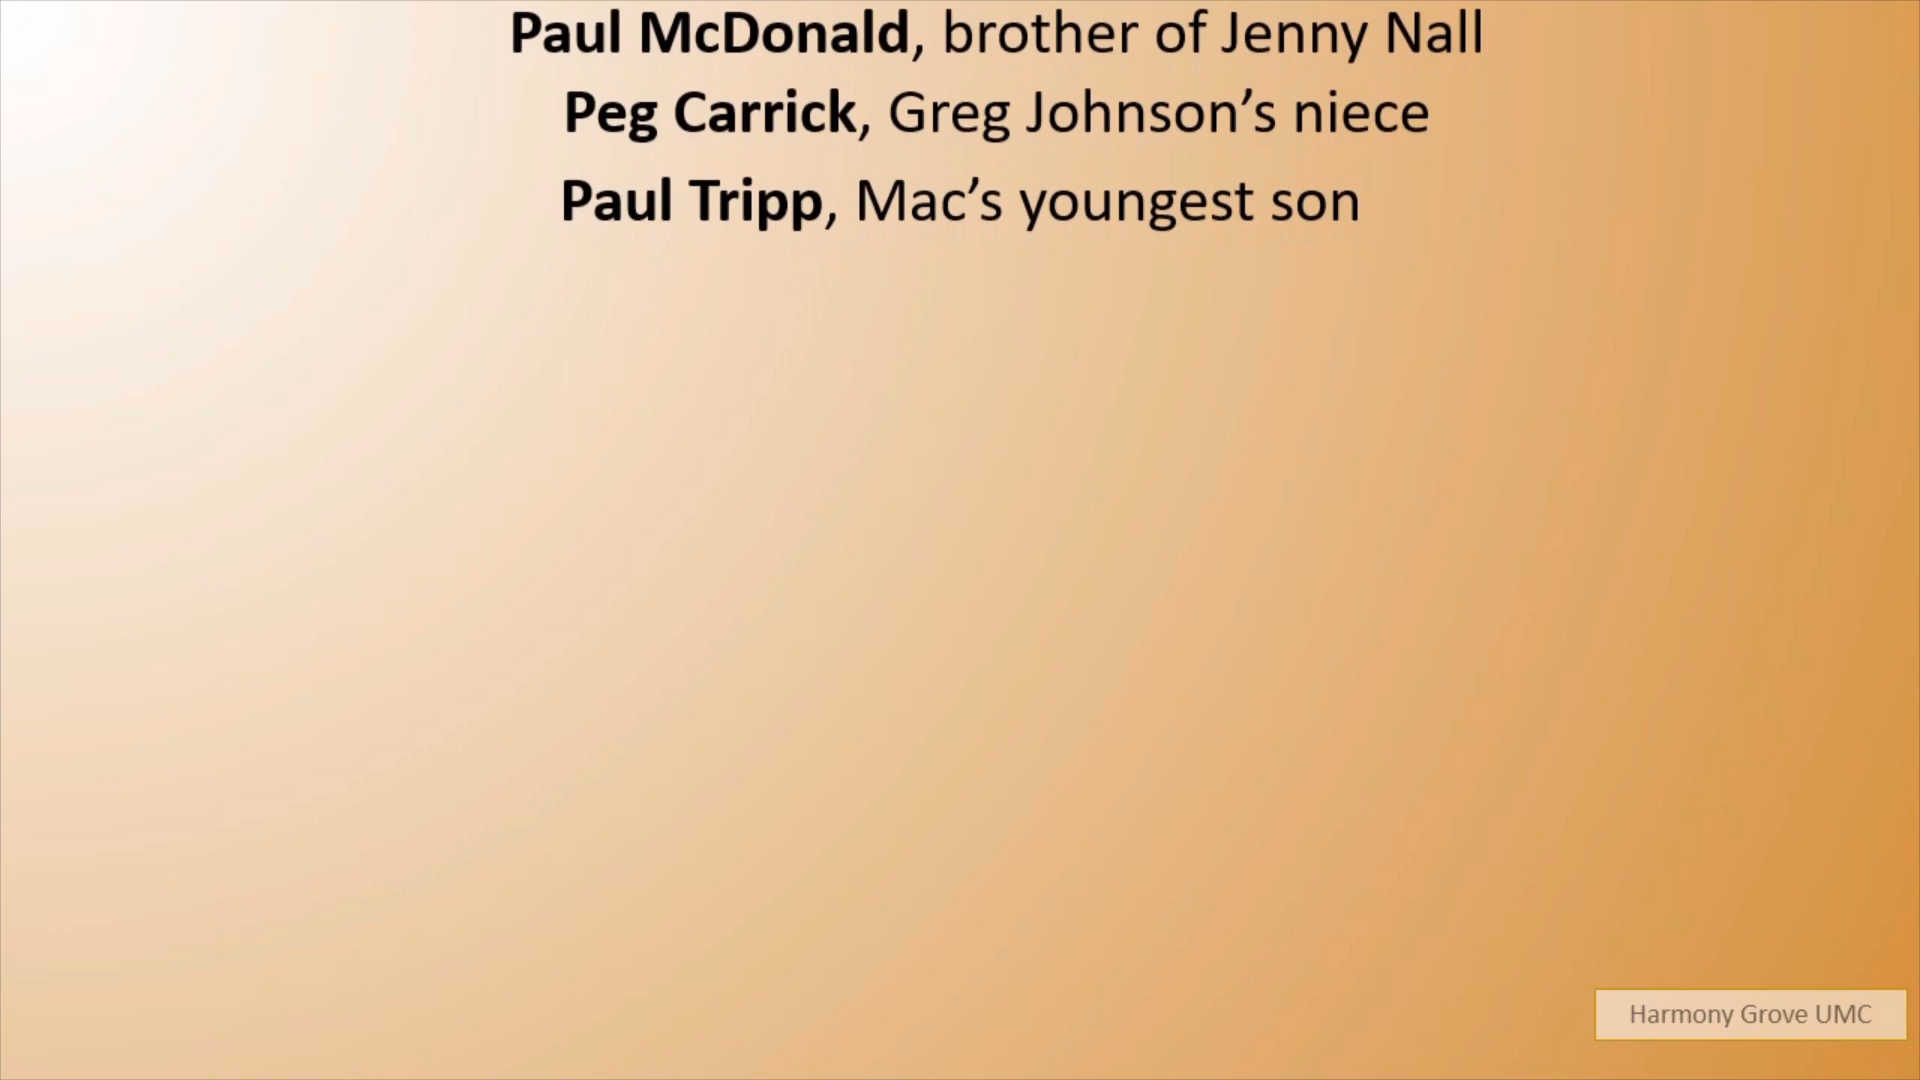 Paul McDonald, brother of Jenny Nall
Peg Carrick, Greg Johnson’s niece
Paul Tripp, Mac’s youngest son
Harmony Grove UMC